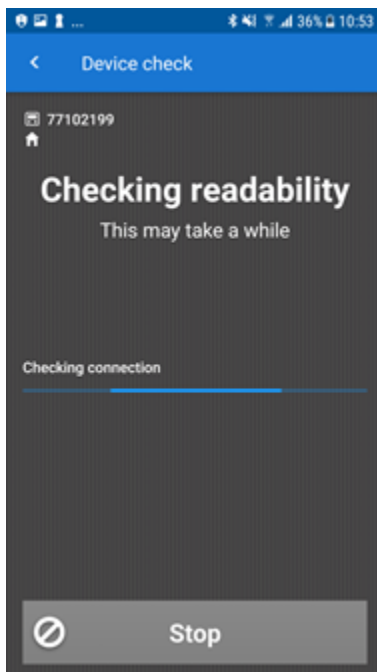 ... 36% 10:53
Device check
77102199
Checking readability
This may take a while
Checking connection
Stop